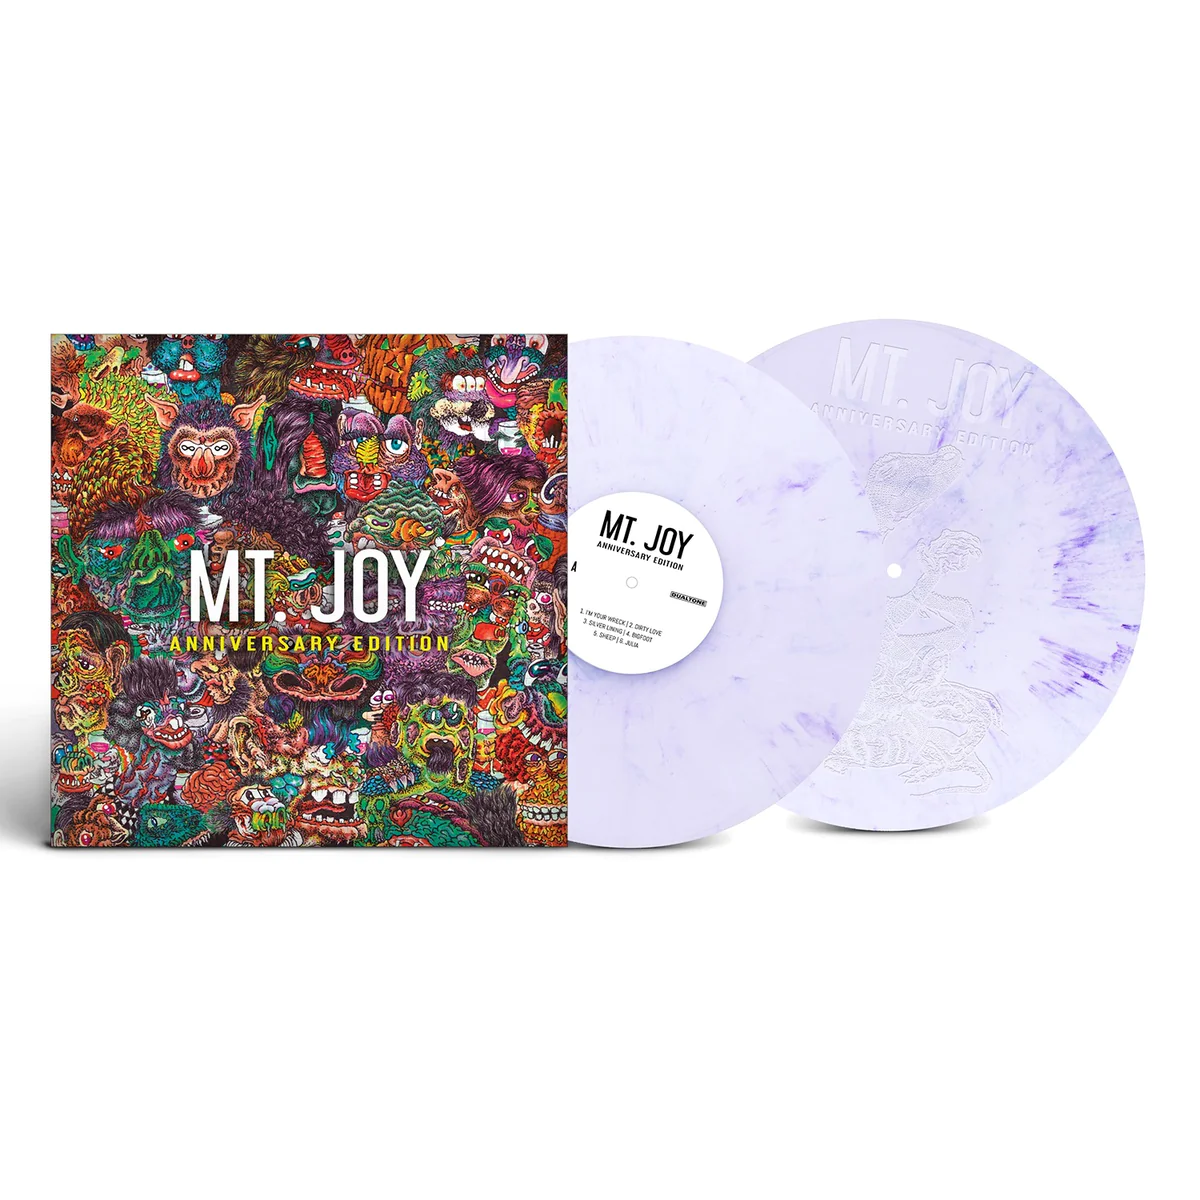 MT. JOY
ANNIVERSARY EDITION
MT. JOY
ANNIVERSARY EDITION
A
DUALTONE
1. I'M YOUR WRECK | 2. DIRTY LOVE
3. SILVER LINING | 4. BIGFOOT
5. SHEEP | 6. JULIA
MT. JOY
ANNIVERSARY EDITION